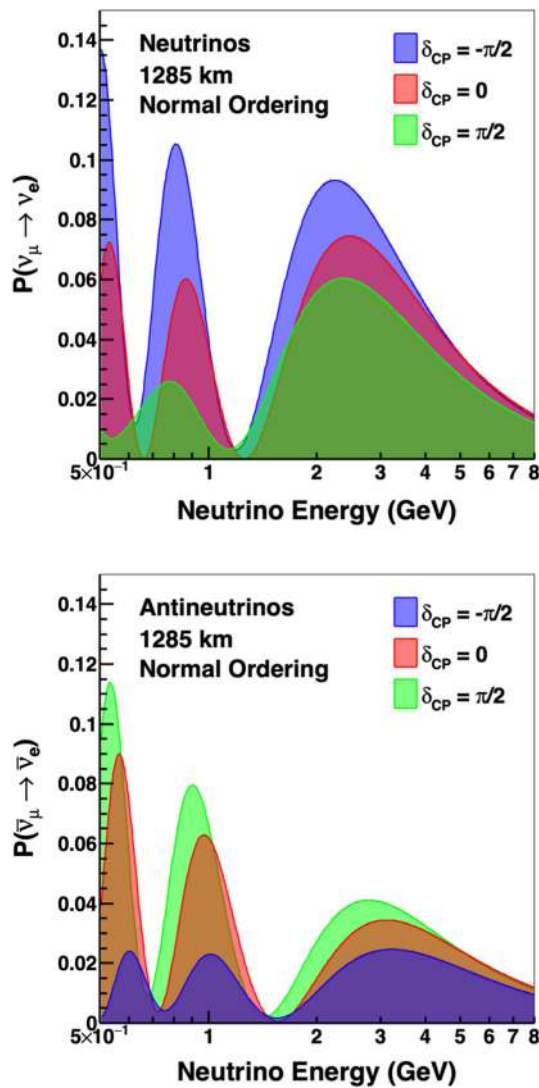 Neutrinos
1285 km
Normal Ordering
δCP = -π/2
δCP = 0
δCP = π/2
P(νμ → νe)
0.14
0.12
0.1
0.08
0.06
0.04
0.02
0
5×10⁻¹ 1 2 3 4 5 6 7 8
Neutrino Energy (GeV)
Antineutrinos
1285 km
Normal Ordering
δCP = -π/2
δCP = 0
δCP = π/2
P(ν̄μ → ν̄e)
0.14
0.12
0.1
0.08
0.06
0.04
0.02
0
5×10⁻¹ 1 2 3 4 5 6 7 8
Neutrino Energy (GeV)